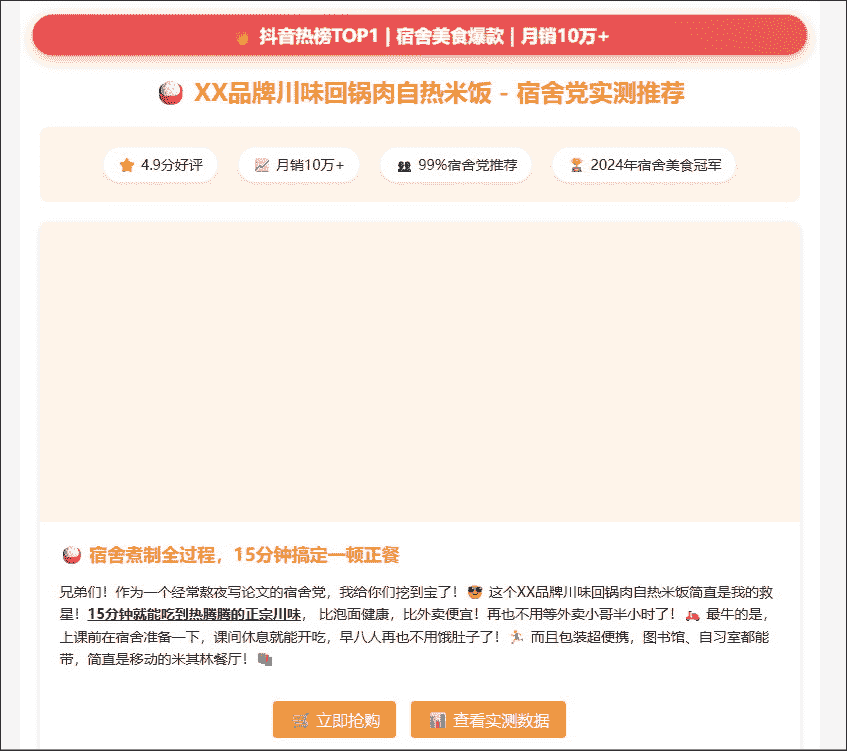 抖音热榜TOP1 | 宿舍美食爆款 | 月销10万+
XX品牌川味回锅肉自热米饭 - 宿舍党实测推荐
4.9分好评 月销10万+ 99%宿舍党推荐 2024年宿舍美食冠军
宿舍煮制全过程，15分钟搞定一顿正餐
兄弟们！作为一个经常熬夜写论文的宿舍党，我给你们挖到宝了！😎 这个XX品牌川味回锅肉自热米饭简直是我的救
星！15分钟就能吃到热腾腾的正宗川味， 比泡面健康，比外卖便宜！再也不用等外卖小哥半小时了！🛵 最牛的是，
上课前在宿舍准备一下，课间休息就能开吃，早八人再也不用饿肚子了！🏃 而且包装超便携，图书馆、自习室都能
带，简直是移动的米其林餐厅！
立即抢购 查看实测数据